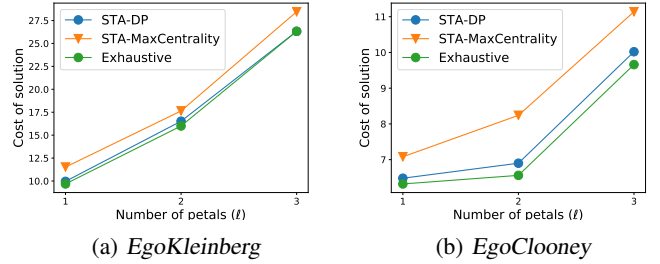 Cost of solution
27.5
25.0
22.5
20.0
17.5
15.0
12.5
10.0
STA-DP
STA-MaxCentrality
Exhaustive
1
2
3
Number of petals (ℓ)
(a) EgoKleinberg
Cost of solution
11
10
9
8
7
STA-DP
STA-MaxCentrality
Exhaustive
1
2
3
Number of petals (ℓ)
(b) EgoClooney